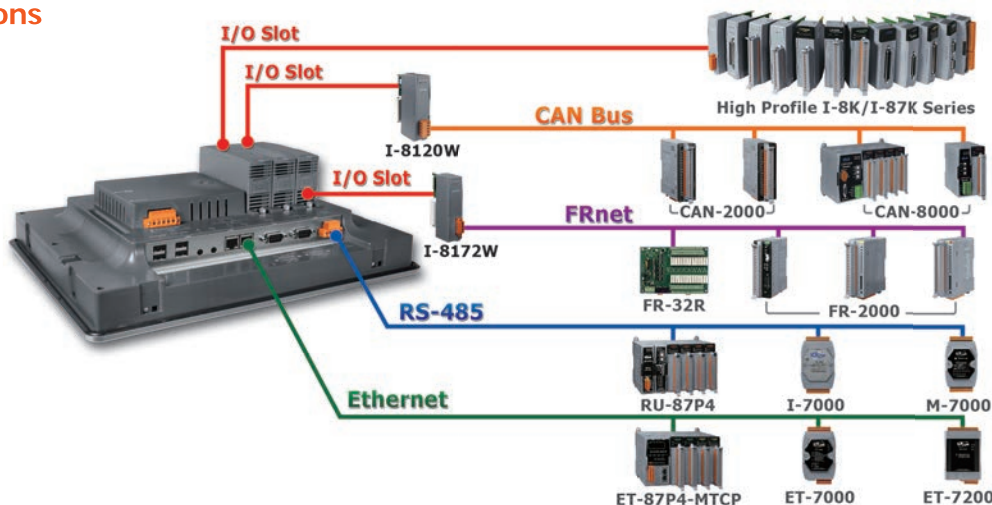 ons
I/O Slot
I/O Slot
High Profile I-8K/I-87K Series
CAN Bus
I-8120W
I/O Slot
CAN-2000
CAN-8000
FRnet
I-8172W
FR-32R
FR-2000
RS-485
RU-87P4
I-7000
M-7000
Ethernet
ET-87P4-MTCP
ET-7000
ET-7200